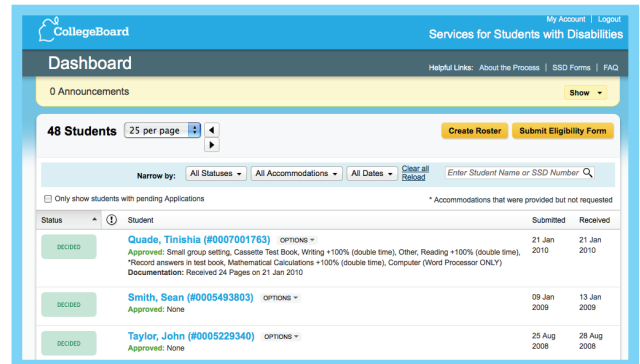 My Account | Logout
CollegeBoard
Services for Students with Disabilities
Dashboard
Helpful Links: About the Process | SSD Forms | FAQ
0 Announcements
Show
48 Students 25 per page
Create Roster Submit Eligibility Form
Narrow by: All Statuses All Accommodations All Dates Clear all
Reload
Enter Student Name or SSD Number
Only show students with pending Applications
* Accommodations that were provided but not requested
Status Student Submitted Received
DECIDED
Quade, Tinishia (#0007001763) OPTIONS
Approved: Small group setting, Cassette Test Book, Writing +100% (double time), Other, Reading +100% (double time),
*Record answers in test book, Mathematical Calculations +100% (double time), Computer (Word Processor ONLY)
Documentation: Received 24 Pages on 21 Jan 2010
21 Jan 2010
21 Jan 2010
DECIDED
Smith, Sean (#0005493803) OPTIONS
Approved: None
09 Jan 2009
13 Jan 2009
DECIDED
Taylor, John (#0005229340) OPTIONS
Approved: None
25 Aug 2008
28 Aug 2008